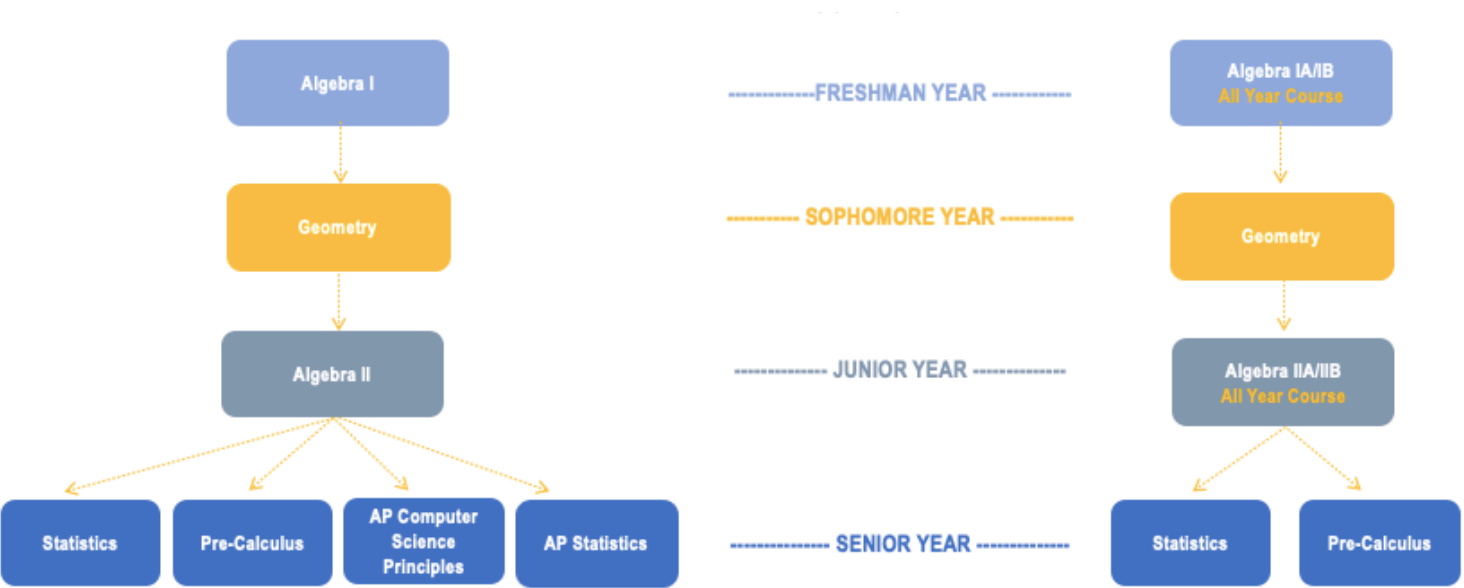 Algebra I
-------------FRESHMAN YEAR ------------
Algebra IA/IB
All Year Course
Geometry
----------- SOPHOMORE YEAR -----------
Geometry
Algebra II
-------------- JUNIOR YEAR --------------
Algebra IIA/IIB
All Year Course
Statistics
Pre-Calculus
AP Computer
Science
Principles
AP Statistics
--------------- SENIOR YEAR --------------
Statistics
Pre-Calculus